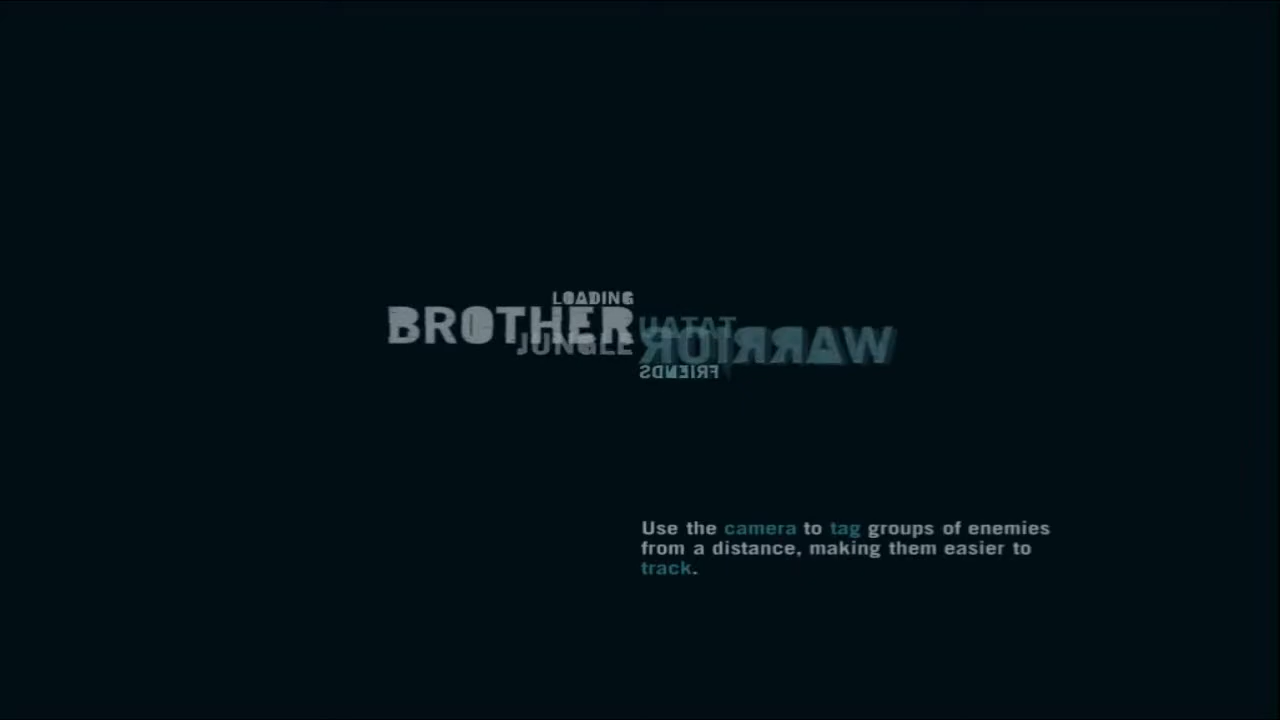 LOADING
BROTHER
JUNGLE
TATAU
WARRIOR
FRIENDS
Use the camera to tag groups of enemies
from a distance, making them easier to
track.